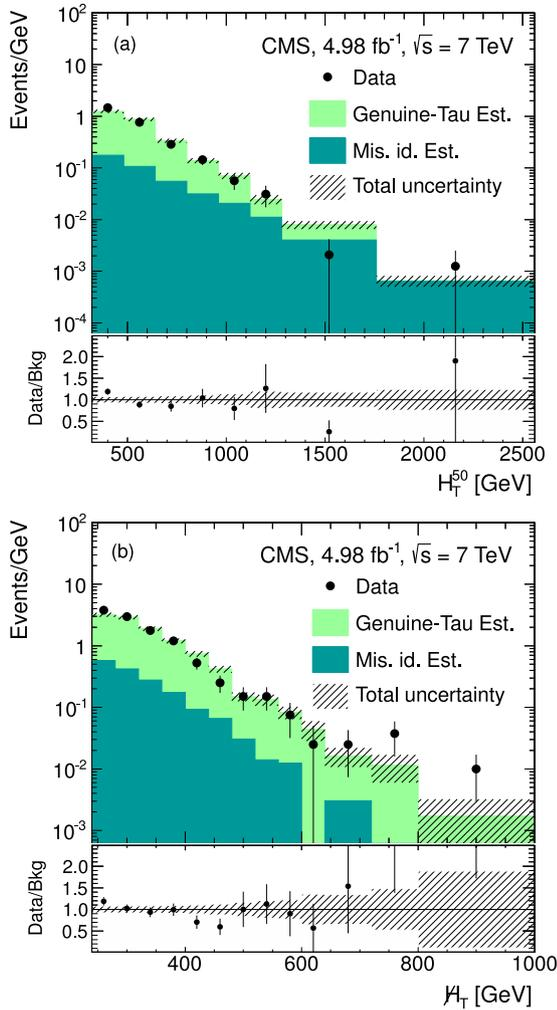 (a)
CMS, 4.98 fb⁻¹, √s = 7 TeV
Data
Genuine-Tau Est.
Mis. id. Est.
Total uncertainty
Events/GeV
10²
10
1
10⁻¹
10⁻²
10⁻³
10⁻⁴
Data/Bkg
2.0
1.5
1.0
0.5
500 1000 1500 2000 2500
H_T^50 [GeV]
(b)
CMS, 4.98 fb⁻¹, √s = 7 TeV
Data
Genuine-Tau Est.
Mis. id. Est.
Total uncertainty
Events/GeV
10²
10
1
10⁻¹
10⁻²
10⁻³
Data/Bkg
2.0
1.5
1.0
0.5
400 600 800 1000
H̸_T [GeV]